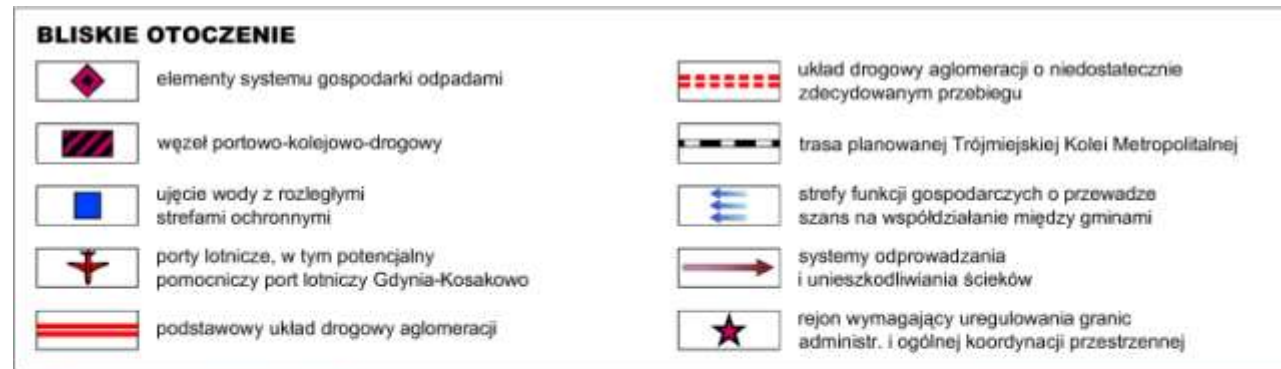 BLISKIE OTOCZENIE
elementy systemu gospodarki odpadami
węzeł portowo-kolejowo-drogowy
ujęcie wody z rozległymi
strefami ochronnymi
porty lotnicze, w tym potencjalny
pomocniczy port lotniczy Gdynia-Kosakowo
podstawowy układ drogowy aglomeracji
układ drogowy aglomeracji o niedostatecznie
zdecydowanym przebiegu
trasa planowanej Trójmiejskiej Kolei Metropolitalnej
strefy funkcji gospodarczych o przewadze
szans na współdziałanie między gminami
systemy odprowadzania
i unieszkodliwiania ścieków
rejon wymagający uregulowania granic
administr. i ogólnej koordynacji przestrzennej